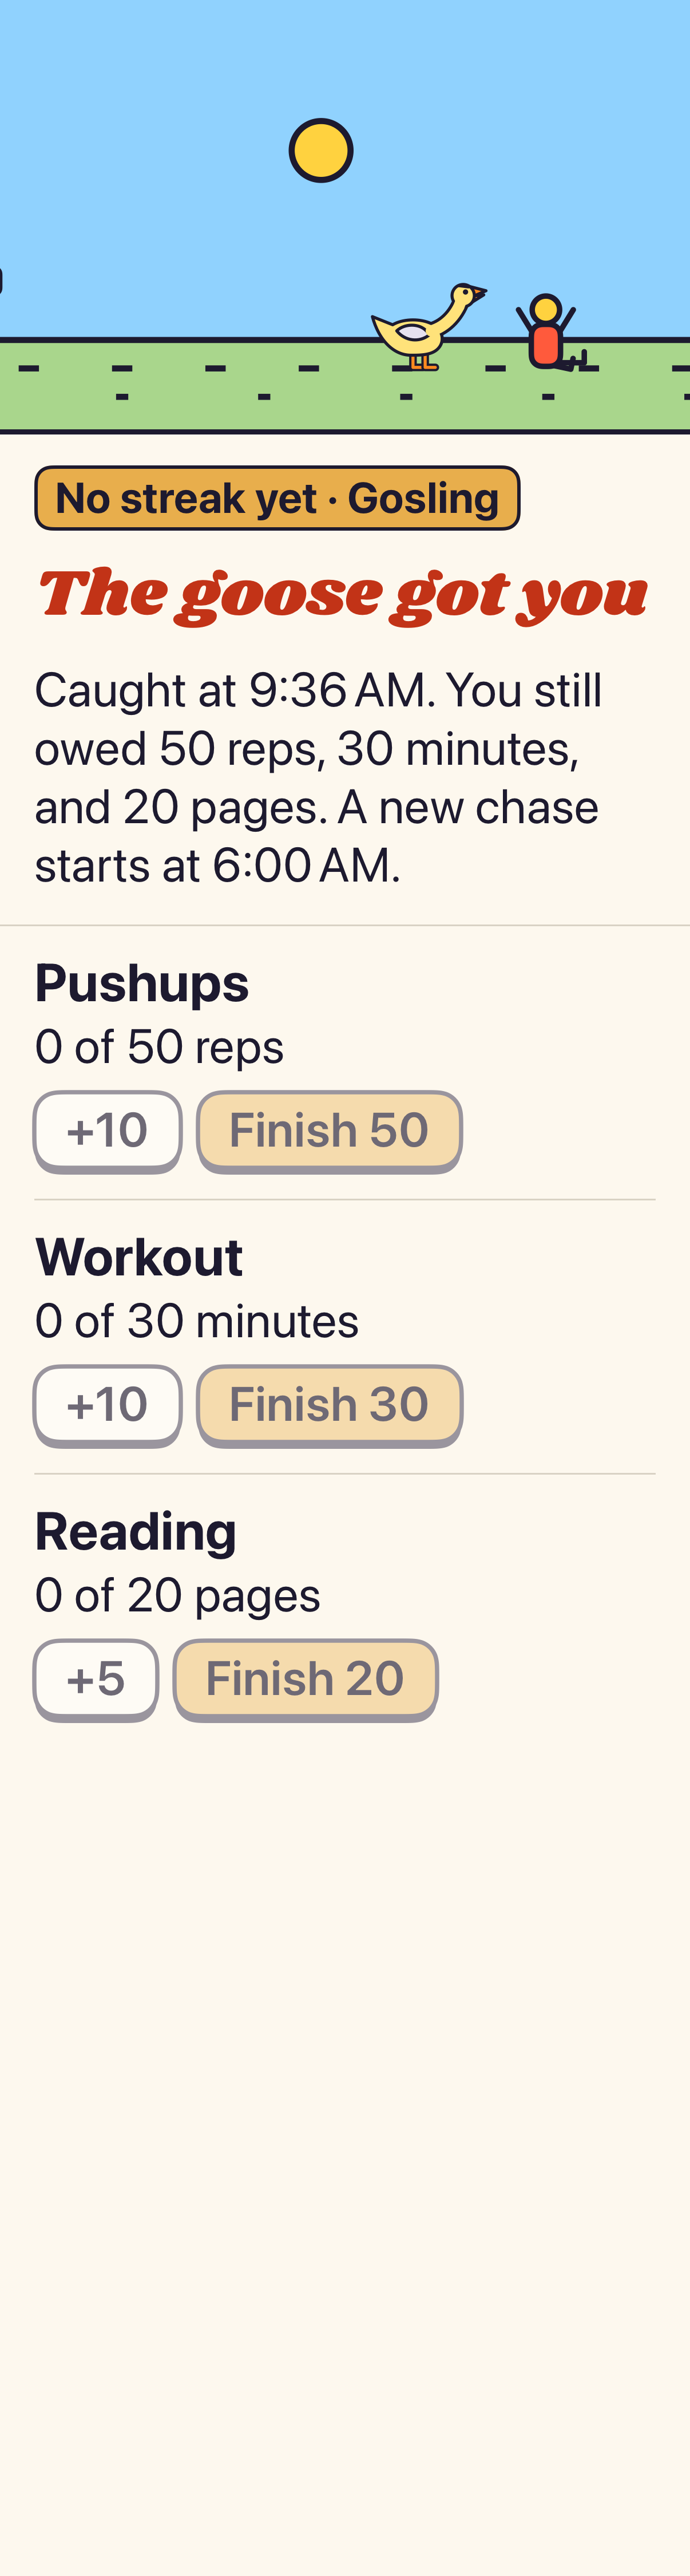 No streak yet · Gosling
The goose got you
Caught at 9:36 AM. You still
owed 50 reps, 30 minutes,
and 20 pages. A new chase
starts at 6:00 AM.
Pushups
0 of 50 reps
+10 Finish 50
Workout
0 of 30 minutes
+10 Finish 30
Reading
0 of 20 pages
+5 Finish 20